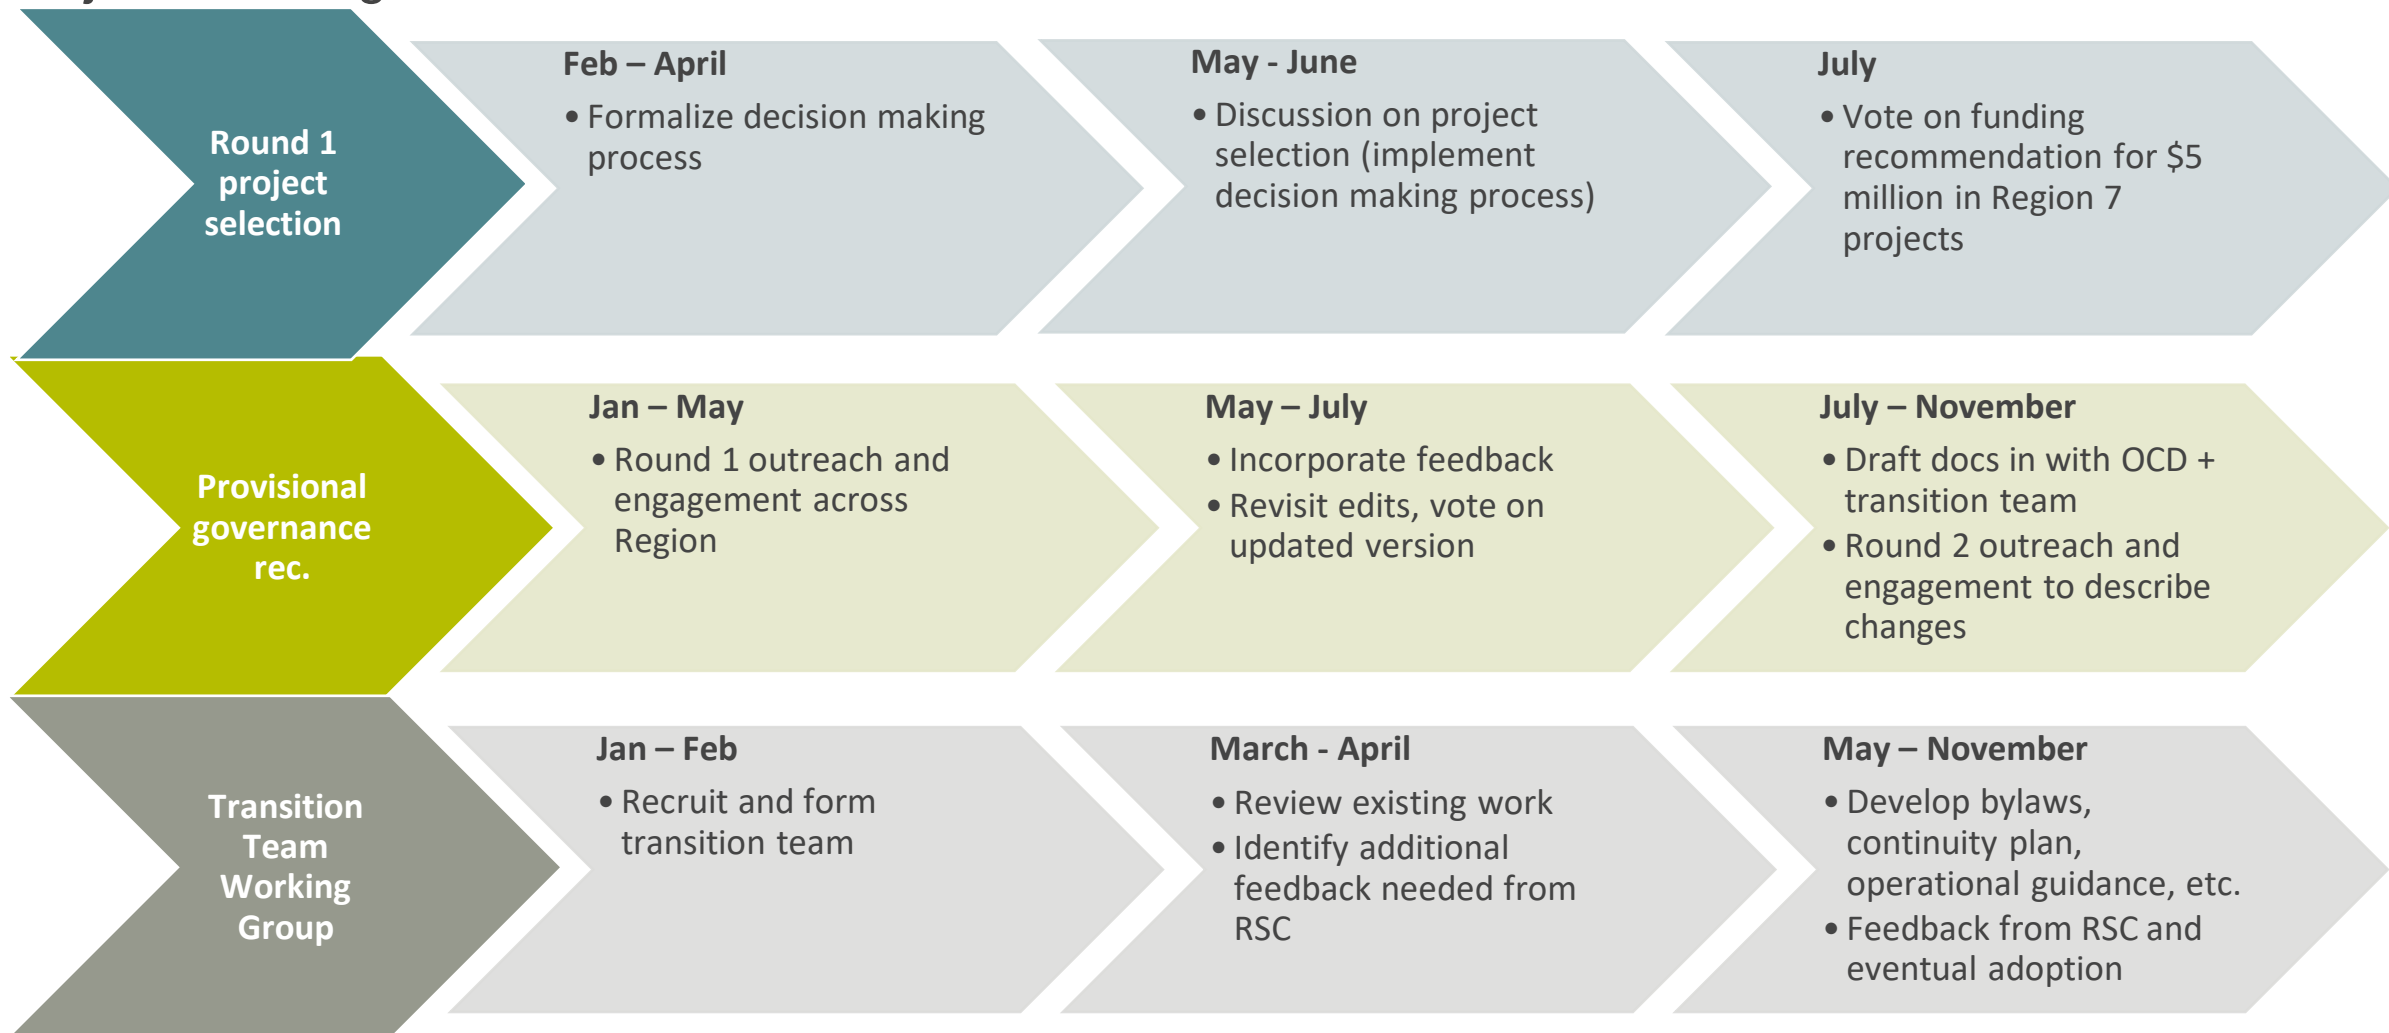 Round 1
project
selection
Feb – April
• Formalize decision making
process
May - June
• Discussion on project
selection (implement
decision making process)
July
• Vote on funding
recommendation for $5
million in Region 7
projects
Provisional
governance
rec.
Jan – May
• Round 1 outreach and
engagement across
Region
May – July
• Incorporate feedback
• Revisit edits, vote on
updated version
July – November
• Draft docs in with OCD +
transition team
• Round 2 outreach and
engagement to describe
changes
Transition
Team
Working
Group
Jan – Feb
• Recruit and form
transition team
March - April
• Review existing work
• Identify additional
feedback needed from
RSC
May – November
• Develop bylaws,
continuity plan,
operational guidance, etc.
• Feedback from RSC and
eventual adoption